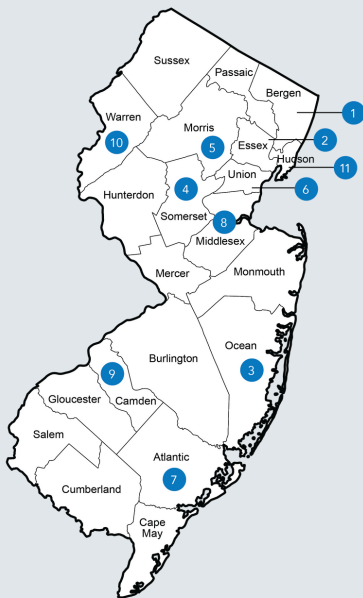 Sussex
Passaic
Bergen
1
Warren
10
Morris
5
Essex
2
Hudson
11
Union
6
4
Hunterdon
Somerset
8
Middlesex
Mercer
Monmouth
Ocean
3
Burlington
9
Gloucester
Camden
Salem
Atlantic
7
Cumberland
Cape
May